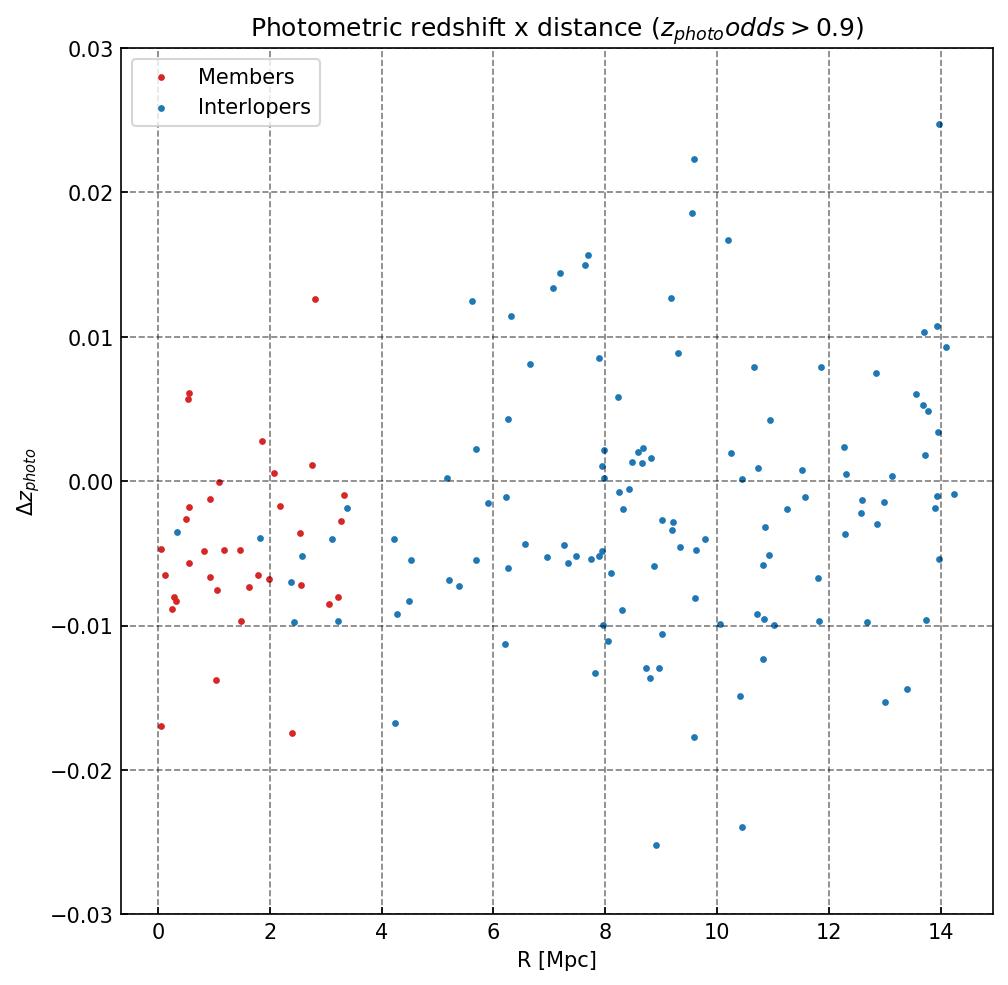 Photometric redshift x distance ($z_{photo}odds > 0.9$)
Members
Interlopers
0.03
0.02
0.01
0.00
−0.01
−0.02
−0.03
$\Delta z_{photo}$
0 2 4 6 8 10 12 14
R [Mpc]